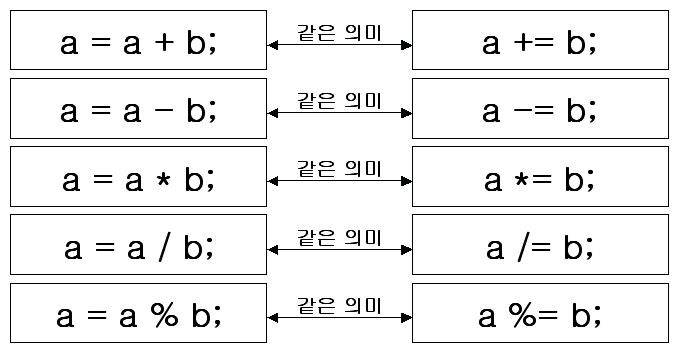 a = a + b; 같은 의미 a += b;
a = a - b; 같은 의미 a -= b;
a = a * b; 같은 의미 a *= b;
a = a / b; 같은 의미 a /= b;
a = a % b; 같은 의미 a %= b;